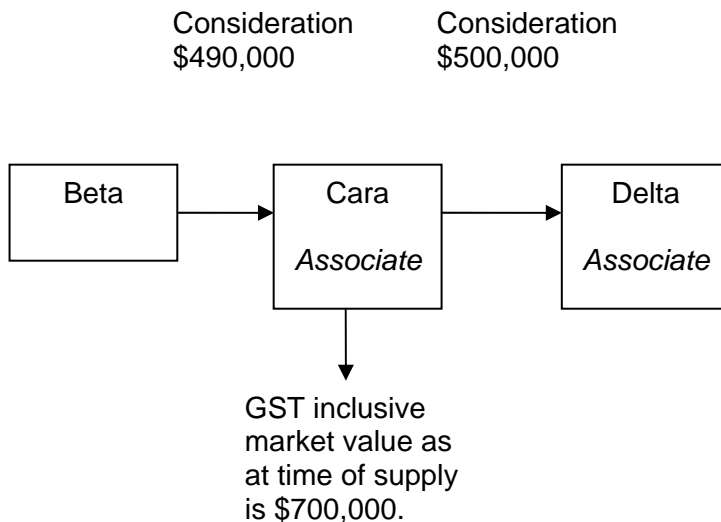 Consideration
$490,000
Consideration
$500,000
Beta
Cara
Associate
Delta
Associate
GST inclusive
market value as
at time of supply
is $700,000.